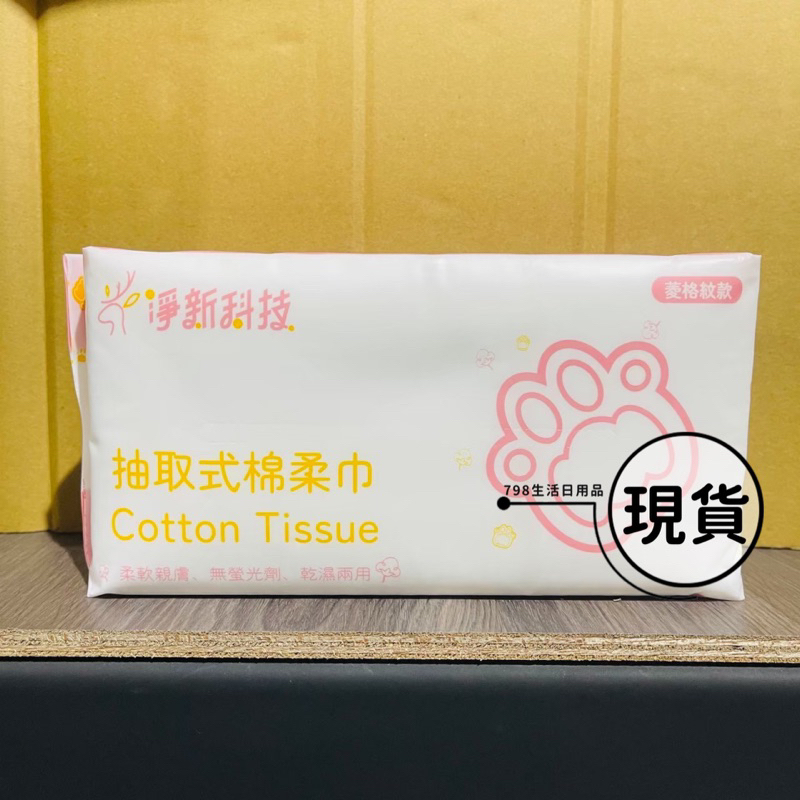 淨新科技
菱格紋款
抽取式棉柔巾
Cotton Tissue
柔軟親膚、無螢光劑、乾濕兩用
798生活日用品
現貨